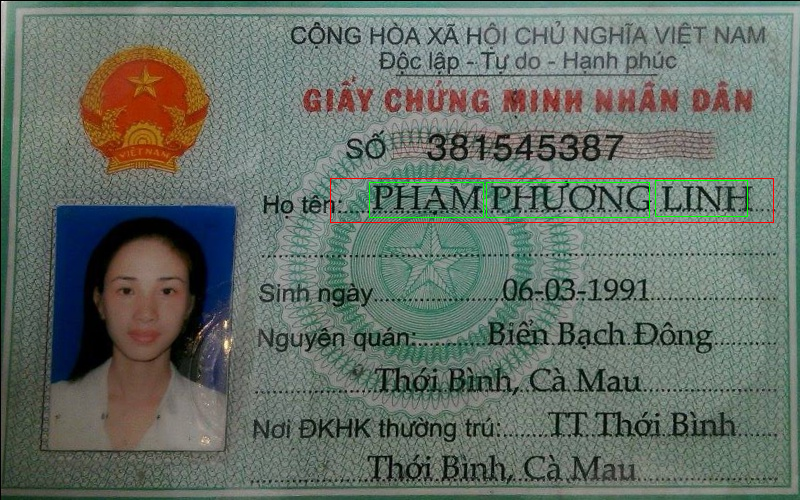 CỘNG HÒA XÃ HỘI CHỦ NGHĨA VIỆT NAM
Độc lập - Tự do - Hạnh phúc
GIẤY CHỨNG MINH NHÂN DÂN
SỐ 381545387
VIỆT NAM
Họ tên: PHẠM PHƯƠNG LINH
Sinh ngày 06-03-1991
Nguyên quán: Biển Bạch Đông
Thới Bình, Cà Mau
Nơi ĐKHK thường trú: TT Thới Bình
Thới Bình, Cà Mau